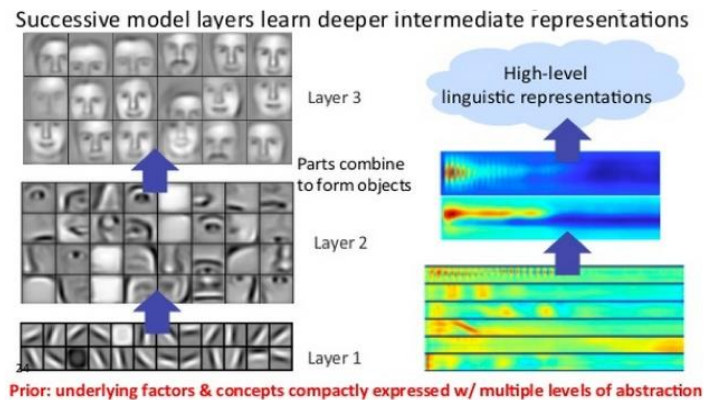 Successive model layers learn deeper intermediate representations
High-level
linguistic representations
Layer 3
Parts combine
to form objects
Layer 2
Layer 1
24
Prior: underlying factors & concepts compactly expressed w/ multiple levels of abstraction